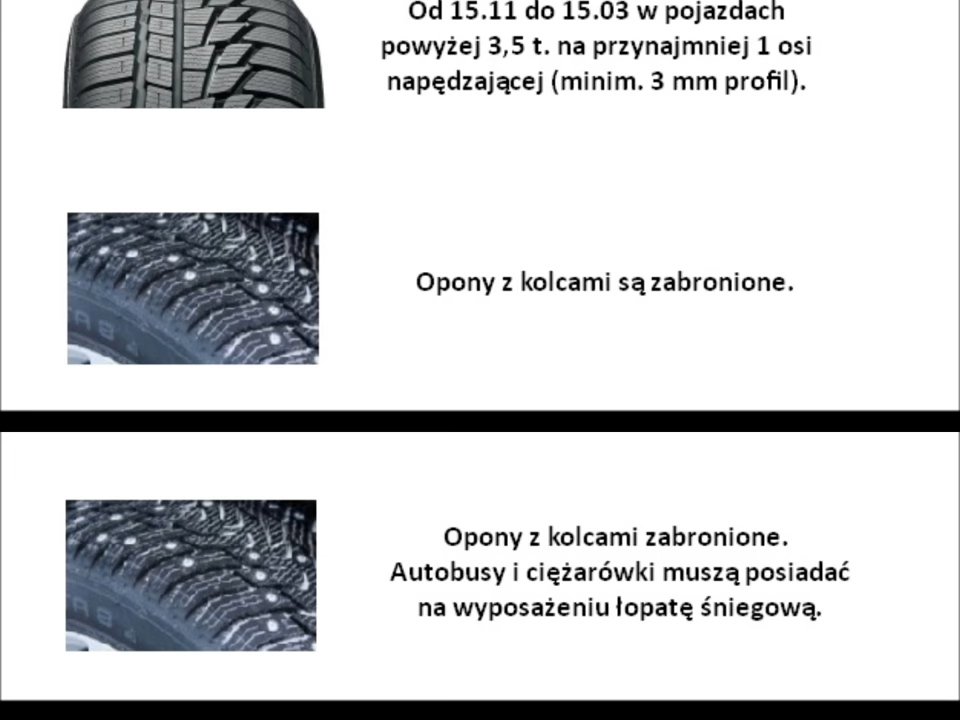 Od 15.11 do 15.03 w pojazdach
powyżej 3,5 t. na przynajmniej 1 osi
napędzającej (minim. 3 mm profil).
Opony z kolcami są zabronione.
Opony z kolcami zabronione.
Autobusy i ciężarówki muszą posiadać
na wyposażeniu łopatę śniegową.